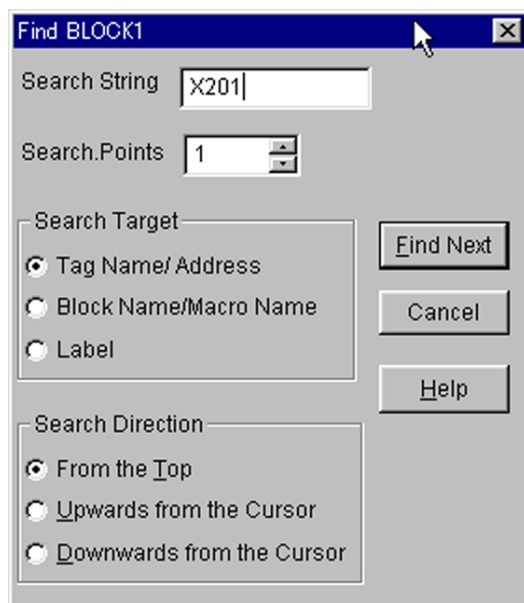 Find BLOCK1
Search String X201
Search.Points 1
Search Target
Tag Name/ Address
Block Name/Macro Name
Label
Find Next
Cancel
Help
Search Direction
From the Top
Upwards from the Cursor
Downwards from the Cursor